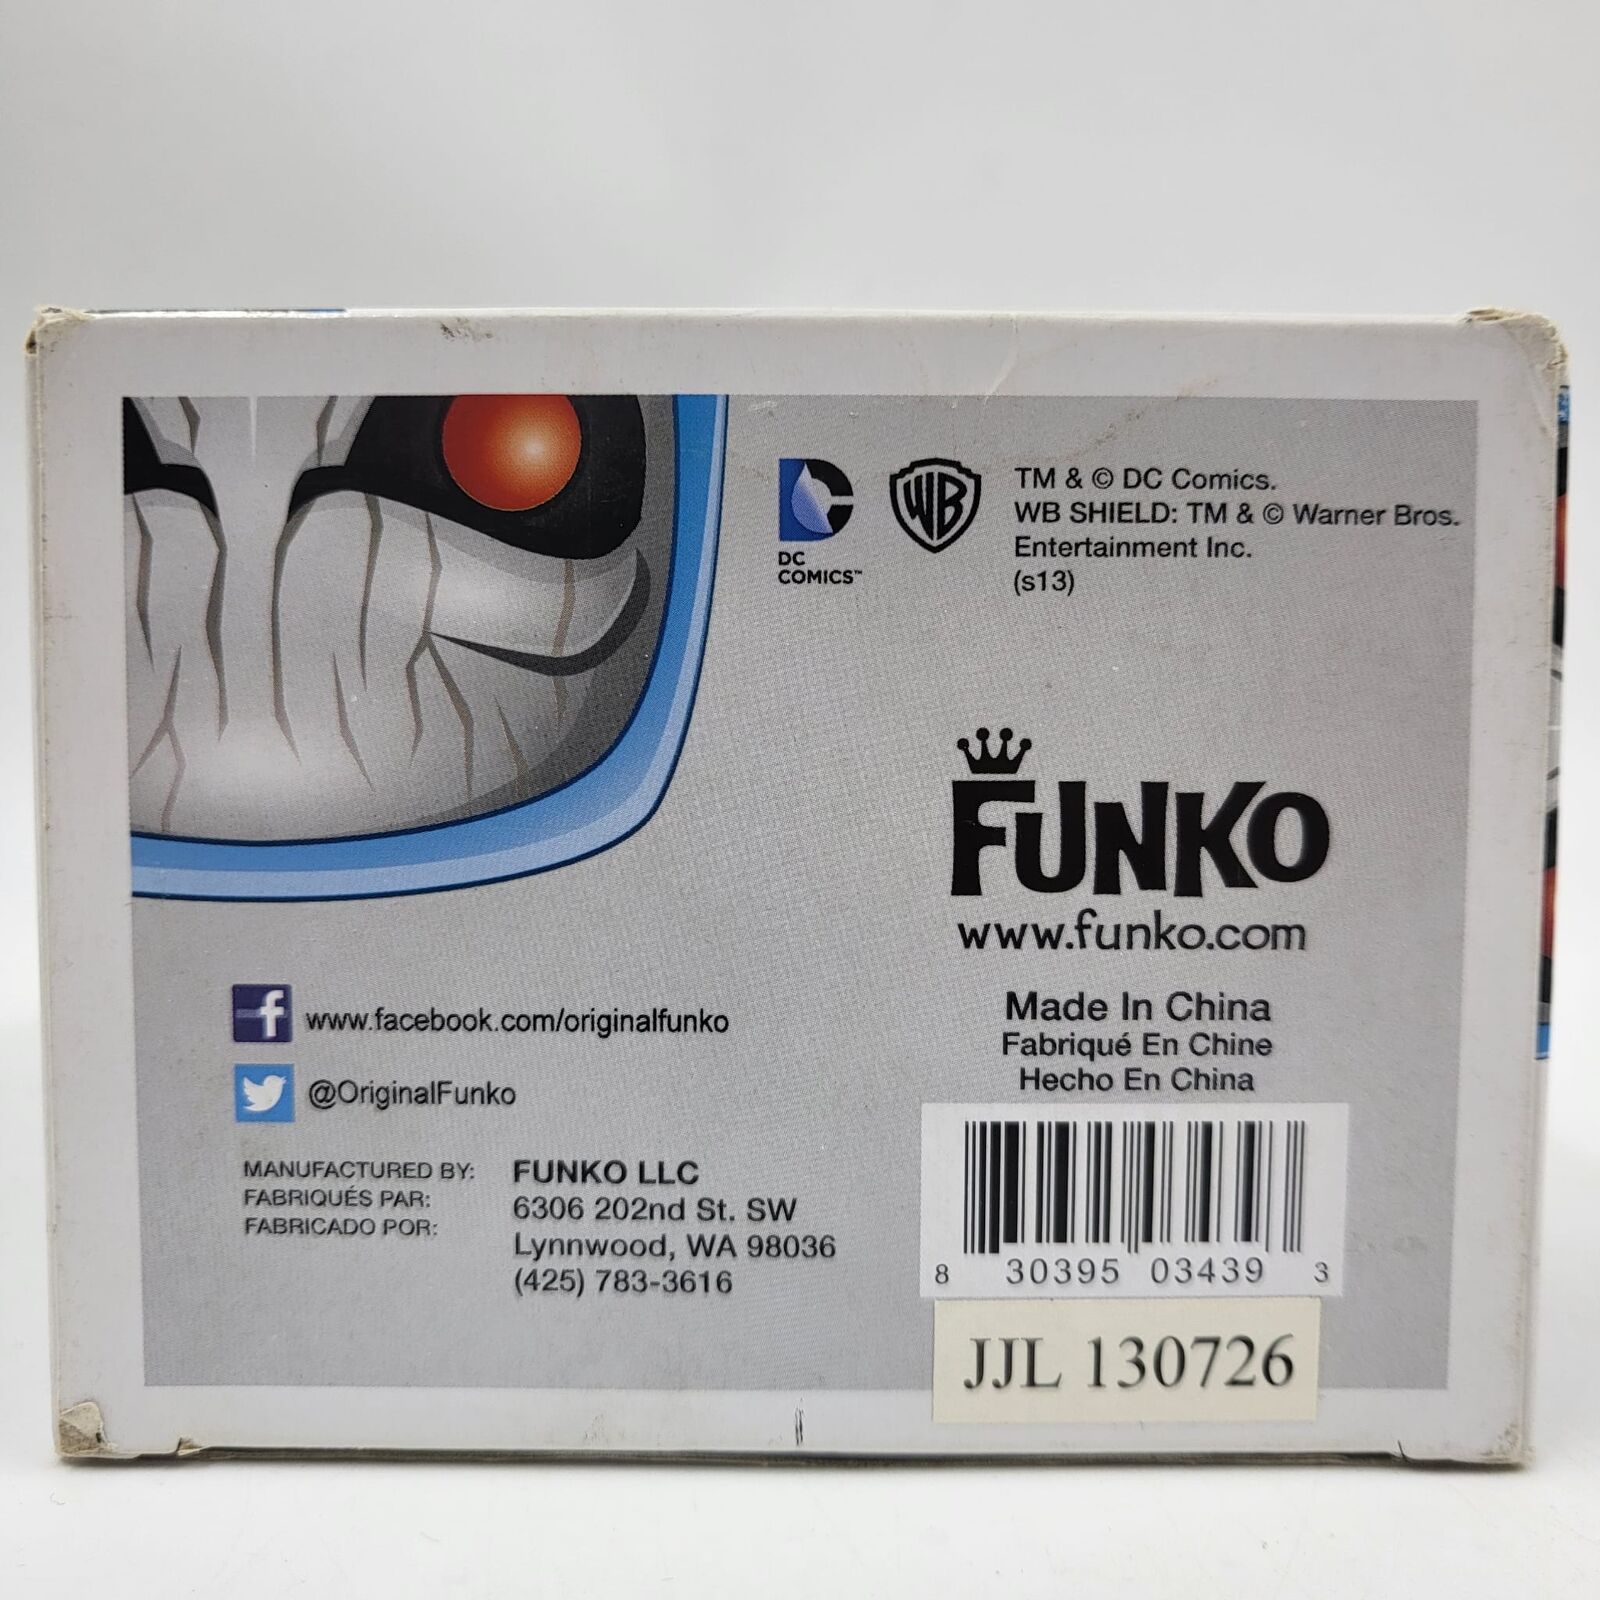 DC
COMICS™
WB
TM & © DC Comics.
WB SHIELD: TM & © Warner Bros.
Entertainment Inc.
(s13)
FUNKO
www.funko.com
f www.facebook.com/originalfunko
@OriginalFunko
Made In China
Fabriqué En Chine
Hecho En China
MANUFACTURED BY:
FABRIQUÉS PAR:
FABRICADO POR:
FUNKO LLC
6306 202nd St. SW
Lynnwood, WA 98036
(425) 783-3616
8 30395 03439 3
JJL 130726